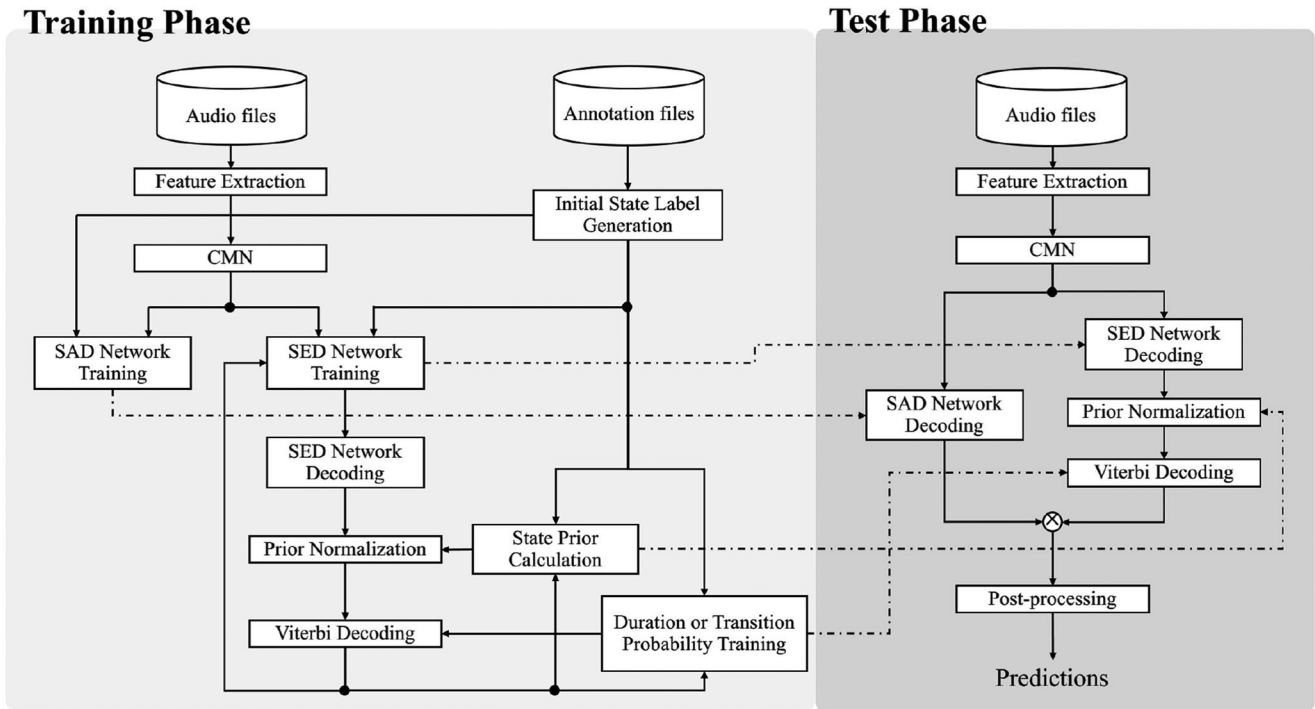 Training Phase
Audio files
Annotation files
Feature Extraction
Initial State Label
Generation
CMN
SAD Network
Training
SED Network
Training
SED Network
Decoding
Prior Normalization
State Prior
Calculation
Viterbi Decoding
Duration or Transition
Probability Training
Test Phase
Audio files
Feature Extraction
CMN
SED Network
Decoding
SAD Network
Decoding
Prior Normalization
Viterbi Decoding
Post-processing
Predictions